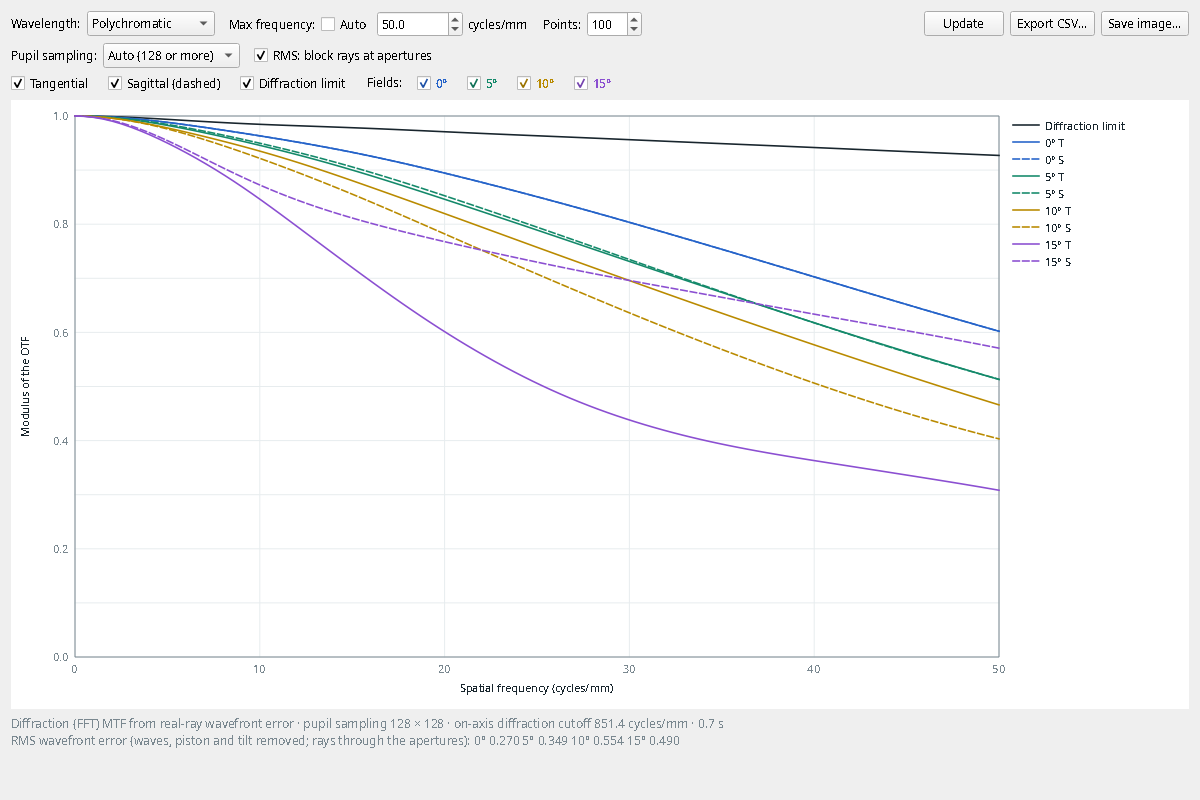 Wavelength: Polychromatic Max frequency: Auto 50.0 cycles/mm Points: 100 Update Export CSV... Save image...
Pupil sampling: Auto (128 or more) RMS: block rays at apertures
Tangential Sagittal (dashed) Diffraction limit Fields: 0° 5° 10° 15°
1.0
0.8
0.6
0.4
0.2
0.0
Modulus of the OTF
0 10 20 30 40 50
Spatial frequency (cycles/mm)
Diffraction limit
0° T
0° S
5° T
5° S
10° T
10° S
15° T
15° S
Diffraction (FFT) MTF from real-ray wavefront error · pupil sampling 128 × 128 · on-axis diffraction cutoff 851.4 cycles/mm · 0.7 s
RMS wavefront error (waves, piston and tilt removed; rays through the apertures): 0° 0.270 5° 0.349 10° 0.554 15° 0.490